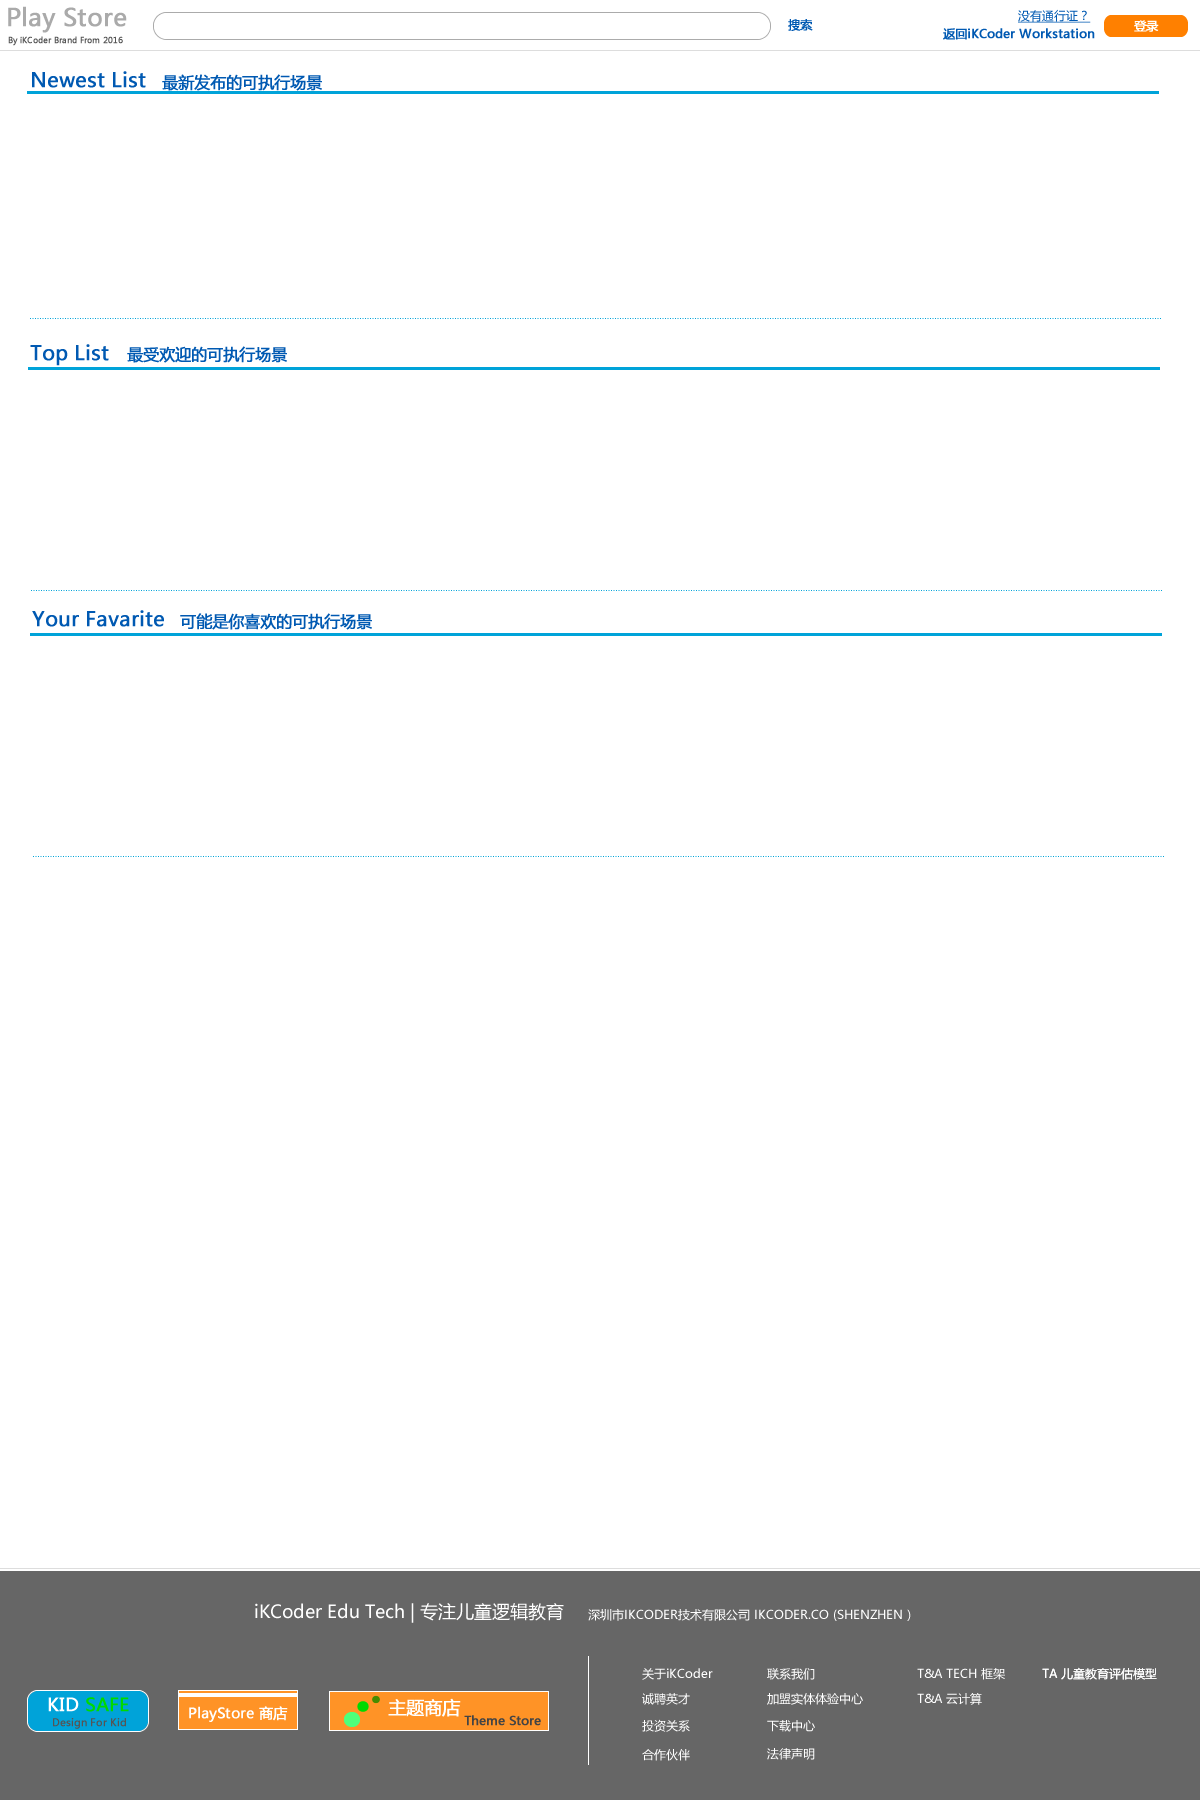 Play Store
By iKCoder Brand From 2016
搜索
没有通行证？
返回iKCoder Workstation
登录
Newest List 最新发布的可执行场景
Top List 最受欢迎的可执行场景
Your Favarite 可能是你喜欢的可执行场景
iKCoder Edu Tech | 专注儿童逻辑教育 深圳市IKCODER技术有限公司 IKCODER.CO (SHENZHEN )
KID SAFE
Design For Kid
PlayStore 商店
主题商店
Theme Store
关于iKCoder 联系我们 T&A TECH 框架 TA 儿童教育评估模型
诚聘英才 加盟实体体验中心 T&A 云计算
投资关系 下载中心
合作伙伴 法律声明